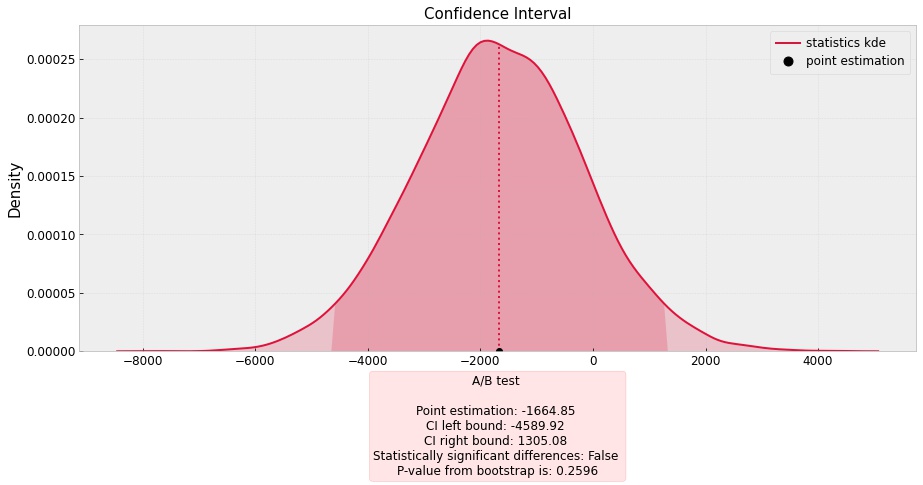 Confidence Interval
statistics kde
point estimation
Density
0.00025
0.00020
0.00015
0.00010
0.00005
0.00000
−8000 −6000 −4000 −2000 0 2000 4000
A/B test
Point estimation: -1664.85
CI left bound: -4589.92
CI right bound: 1305.08
Statistically significant differences: False
P-value from bootstrap is: 0.2596